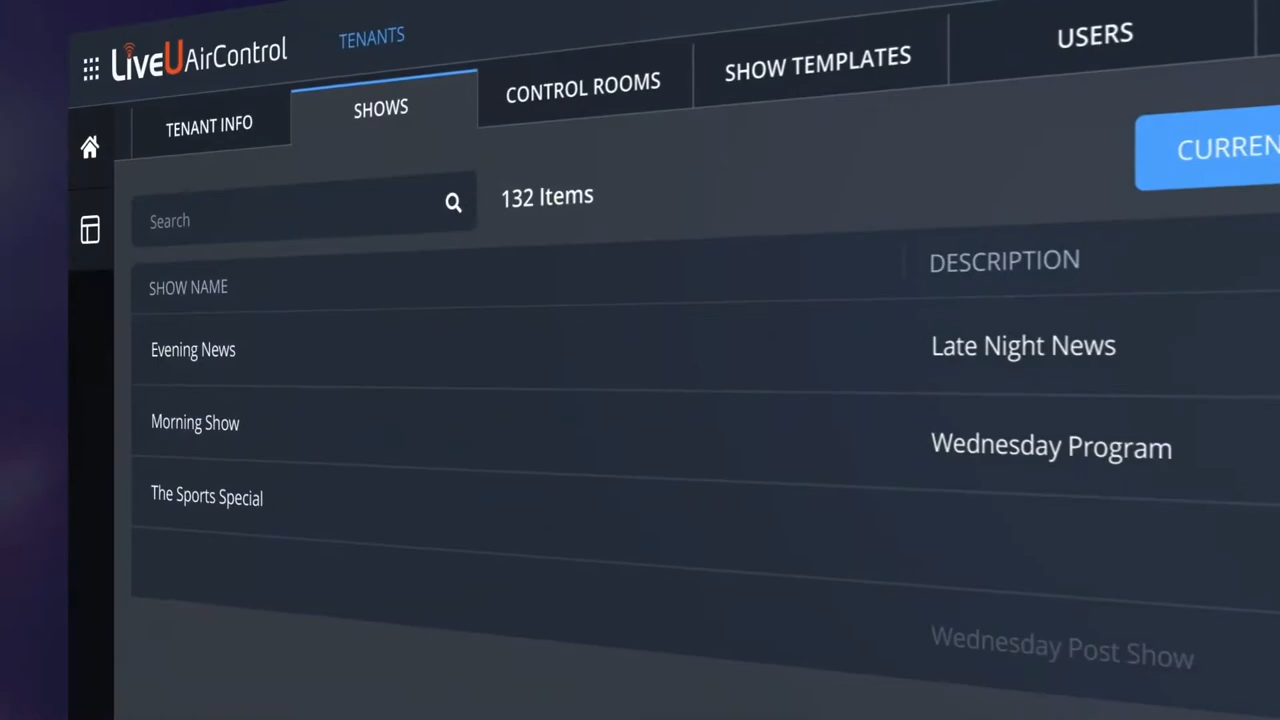 LiveU AirControl
TENANTS
TENANT INFO
SHOWS
CONTROL ROOMS
SHOW TEMPLATES
USERS
Search
132 Items
CURREN
SHOW NAME
DESCRIPTION
Evening News
Late Night News
Morning Show
Wednesday Program
The Sports Special
Wednesday Post Show